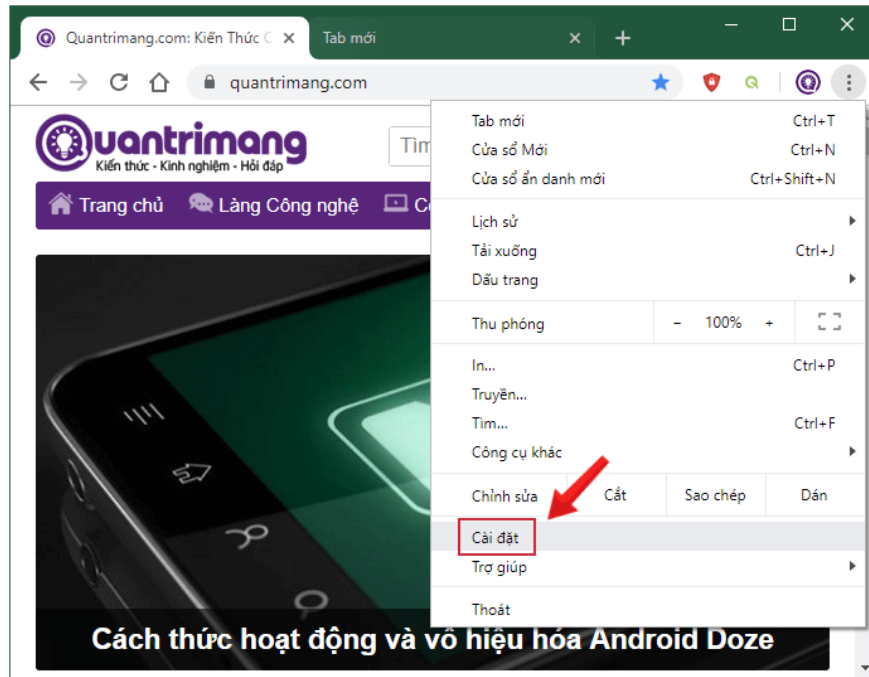 Quantrimang.com: Kiến Thức C
Tab mới
quantrimang.com
Quantrimang
Kiến thức - Kinh nghiệm - Hỏi đáp
Tìm
Trang chủ Làng Công nghệ
Tab mới Ctrl+T
Cửa sổ Mới Ctrl+N
Cửa sổ ẩn danh mới Ctrl+Shift+N
Lịch sử
Tải xuống Ctrl+J
Dấu trang
Thu phóng - 100% +
In... Ctrl+P
Truyền...
Tìm... Ctrl+F
Công cụ khác
Chỉnh sửa Cắt Sao chép Dán
Cài đặt
Trợ giúp
Thoát
Cách thức hoạt động và vô hiệu hóa Android Doze